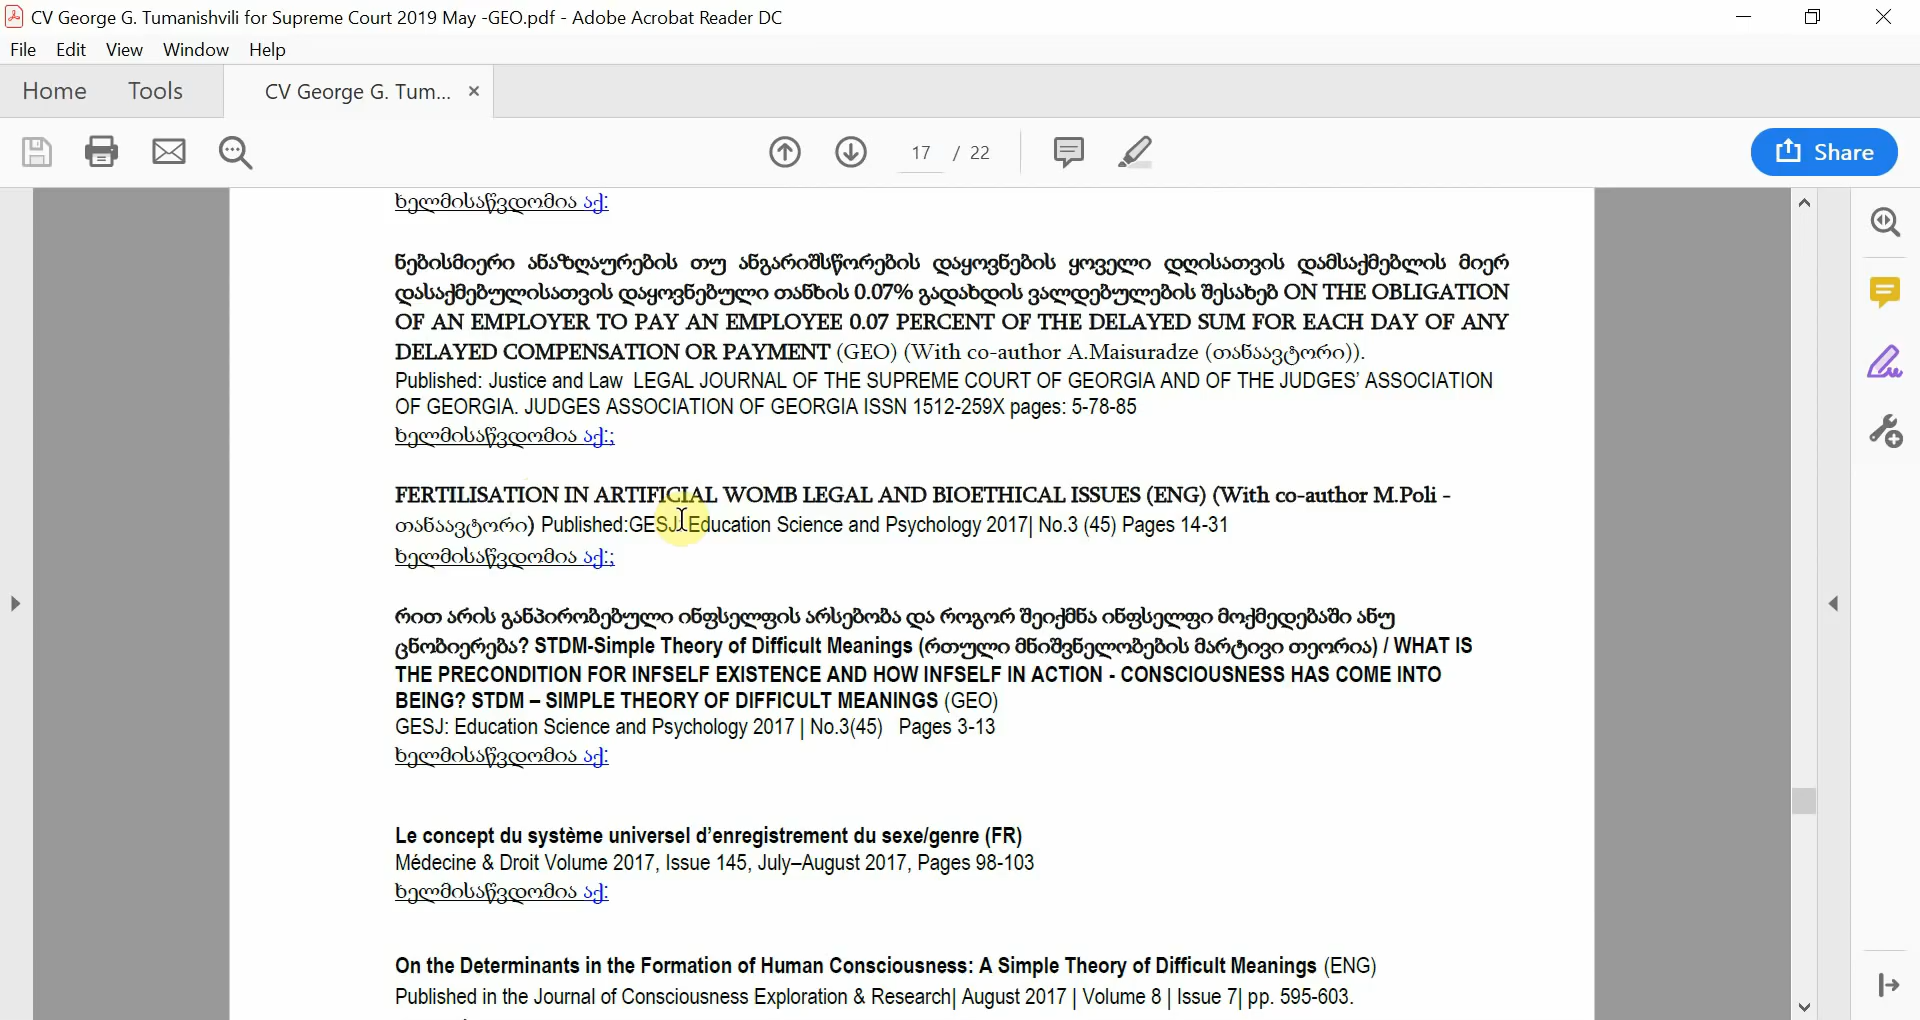 CV George G. Tumanishvili for Supreme Court 2019 May -GEO.pdf - Adobe Acrobat Reader DC
File Edit View Window Help
Home Tools CV George G. Tum... ×
17 / 22 Share
ხელმისაწვდომია აქ:
ნებისმიერი ანაზღაურების თუ ანგარიშსწორების დაყოვნების ყოველი დღისათვის დამსაქმებლის მიერ
დასაქმებულისათვის დაყოვნებული თანხის 0.07% გადახდის ვალდებულების შესახებ ON THE OBLIGATION
OF AN EMPLOYER TO PAY AN EMPLOYEE 0.07 PERCENT OF THE DELAYED SUM FOR EACH DAY OF ANY
DELAYED COMPENSATION OR PAYMENT (GEO) (With co-author A.Maisuradze (თანაავტორი)).
Published: Justice and Law LEGAL JOURNAL OF THE SUPREME COURT OF GEORGIA AND OF THE JUDGES' ASSOCIATION
OF GEORGIA. JUDGES ASSOCIATION OF GEORGIA ISSN 1512-259X pages: 5-78-85
ხელმისაწვდომია აქ:;
FERTILISATION IN ARTIFICIAL WOMB LEGAL AND BIOETHICAL ISSUES (ENG) (With co-author M.Poli -
თანაავტორი) Published:GESJ: Education Science and Psychology 2017| No.3 (45) Pages 14-31
ხელმისაწვდომია აქ:;
რით არის განპირობებული ინფსელფის არსებობა და როგორ შეიქმნა ინფსელფი მოქმედებაში ანუ
ცნობიერება? STDM-Simple Theory of Difficult Meanings (რთული მნიშვნელობების მარტივი თეორია) / WHAT IS
THE PRECONDITION FOR INFSELF EXISTENCE AND HOW INFSELF IN ACTION - CONSCIOUSNESS HAS COME INTO
BEING? STDM – SIMPLE THEORY OF DIFFICULT MEANINGS (GEO)
GESJ: Education Science and Psychology 2017 | No.3(45) Pages 3-13
ხელმისაწვდომია აქ:
Le concept du système universel d'enregistrement du sexe/genre (FR)
Médecine & Droit Volume 2017, Issue 145, July–August 2017, Pages 98-103
ხელმისაწვდომია აქ:
On the Determinants in the Formation of Human Consciousness: A Simple Theory of Difficult Meanings (ENG)
Published in the Journal of Consciousness Exploration & Research| August 2017 | Volume 8 | Issue 7| pp. 595-603.